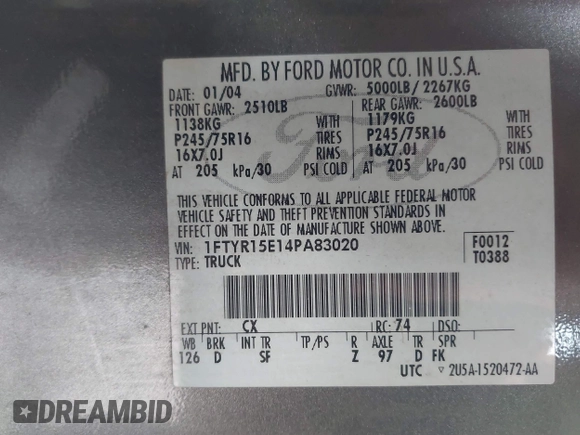 MFD. BY FORD MOTOR CO. IN U.S.A.
DATE: 01/04 GVWR: 5000LB/2267KG
FRONT GAWR: 2510LB REAR GAWR: 2600LB
1138KG WITH 1179KG WITH
P245/75R16 TIRES P245/75R16 TIRES
16X7.0J RIMS 16X7.0J RIMS
AT 205 kPa/30 PSI COLD AT 205 kPa/30 PSI COLD
Ford
THIS VEHICLE CONFORMS TO ALL APPLICABLE FEDERAL MOTOR
VEHICLE SAFETY AND THEFT PREVENTION STANDARDS IN
EFFECT ON THE DATE OF MANUFACTURE SHOWN ABOVE.
VIN: 1FTYR15E14PA83020 F0012
TYPE: TRUCK T0388
EXT PNT: CX RC: 74 DSO:
WB BRK INT TR TP/PS R AXLE TR SPR
126 D SF Z 97 D FK
UTC ▽ 2U5A-1520472-AA
DREAMBID